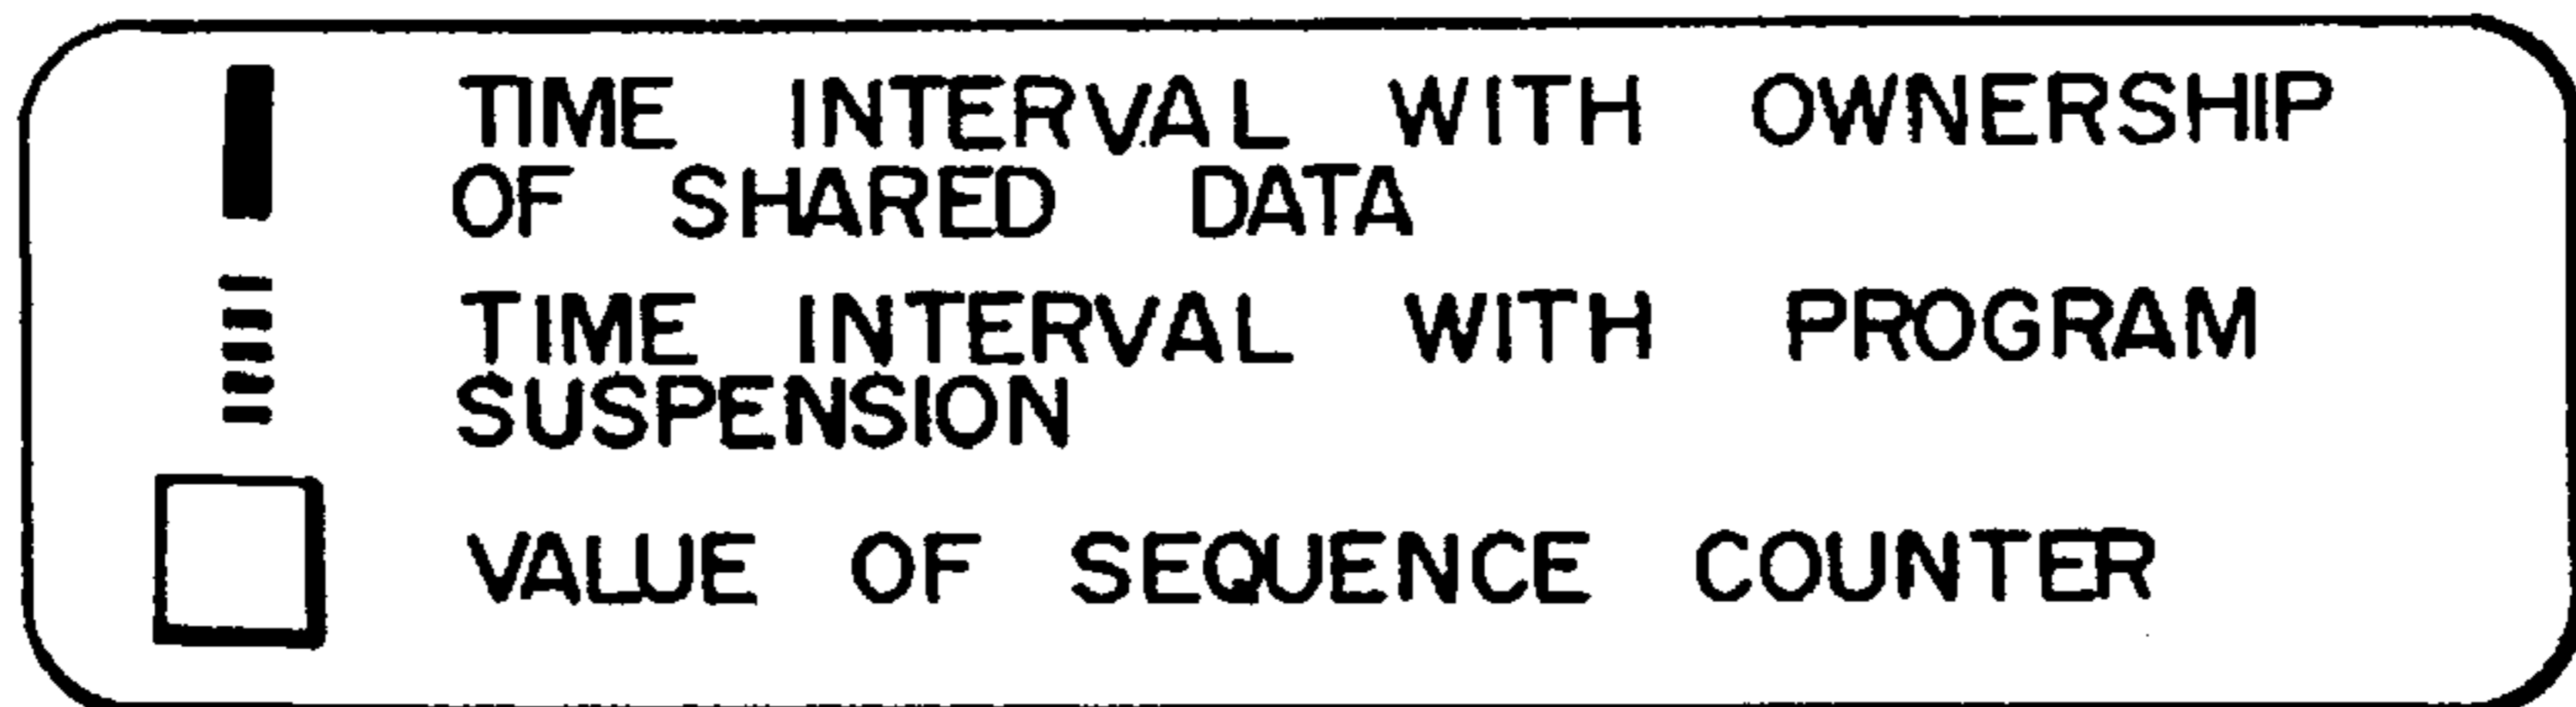 TIME INTERVAL WITH OWNERSHIP
OF SHARED DATA
TIME INTERVAL WITH PROGRAM
SUSPENSION
VALUE OF SEQUENCE COUNTER